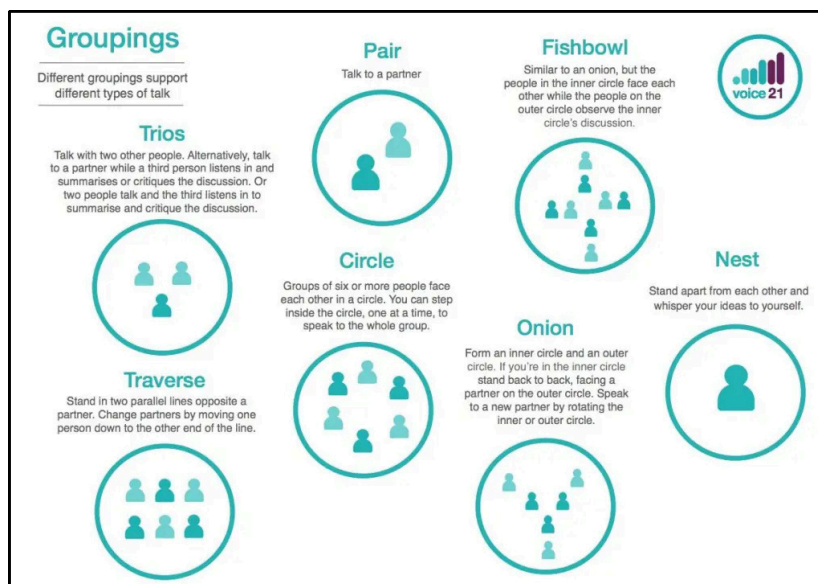 Groupings
Different groupings support
different types of talk
Pair
Talk to a partner
Fishbowl
Similar to an onion, but the
people in the inner circle face each
other while the people on the
outer circle observe the inner
circle's discussion.
voice 21
Trios
Talk with two other people. Alternatively, talk
to a partner while a third person listens in and
summarises or critiques the discussion. Or
two people talk and the third listens in to
summarise and critique the discussion.
Circle
Groups of six or more people face
each other in a circle. You can step
inside the circle, one at a time, to
speak to the whole group.
Nest
Stand apart from each other and
whisper your ideas to yourself.
Onion
Form an inner circle and an outer
circle. If you're in the inner circle
stand back to back, facing a
partner on the outer circle. Speak
to a new partner by rotating the
inner or outer circle.
Traverse
Stand in two parallel lines opposite a
partner. Change partners by moving one
person down to the other end of the line.